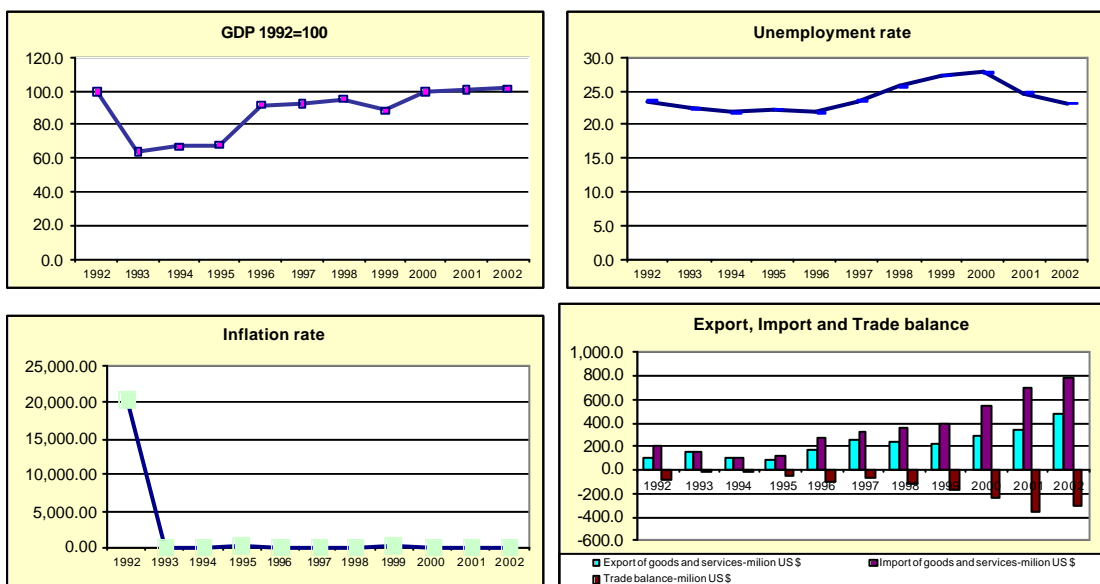 GDP 1992=100
120.0
100.0
80.0
60.0
40.0
20.0
0.0
1992 1993 1994 1995 1996 1997 1998 1999 2000 2001 2002
Unemployment rate
30.0
25.0
20.0
15.0
10.0
5.0
0.0
1992 1993 1994 1995 1996 1997 1998 1999 2000 2001 2002
Inflation rate
25,000.00
20,000.00
15,000.00
10,000.00
5,000.00
0.00
1992 1993 1994 1995 1996 1997 1998 1999 2000 2001 2002
Export, Import and Trade balance
1,000.0
800.0
600.0
400.0
200.0
0.0
-200.0
-400.0
-600.0
1992 1993 1994 1995 1996 1997 1998 1999 2000 2001 2002
Export of goods and services-milion US $ Import of goods and services-milion US $
Trade balance-milion US $